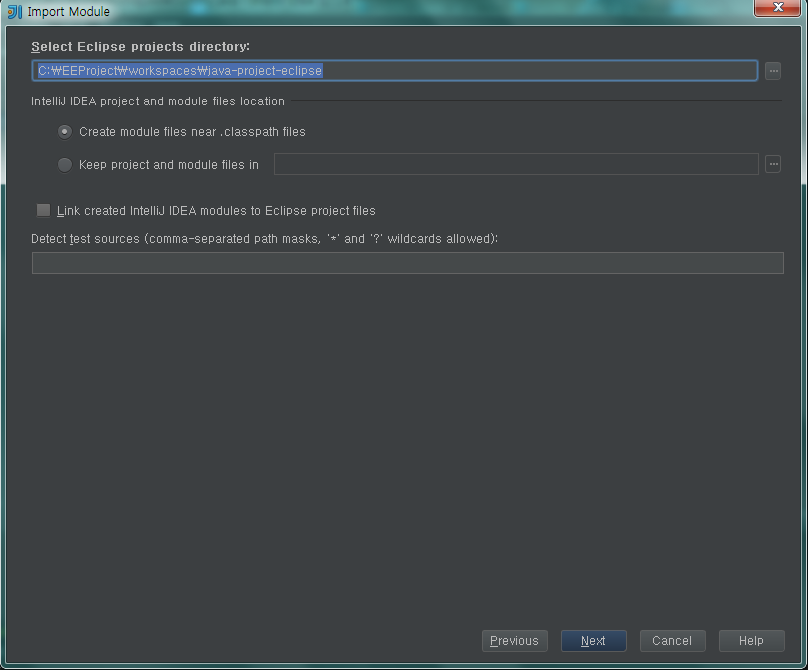 Import Module
Select Eclipse projects directory:
C:₩EEProject₩workspaces₩java-project-eclipse
...
IntelliJ IDEA project and module files location
Create module files near .classpath files
Keep project and module files in
...
Link created IntelliJ IDEA modules to Eclipse project files
Detect test sources (comma-separated path masks, '*' and '?' wildcards allowed):
Previous Next Cancel Help